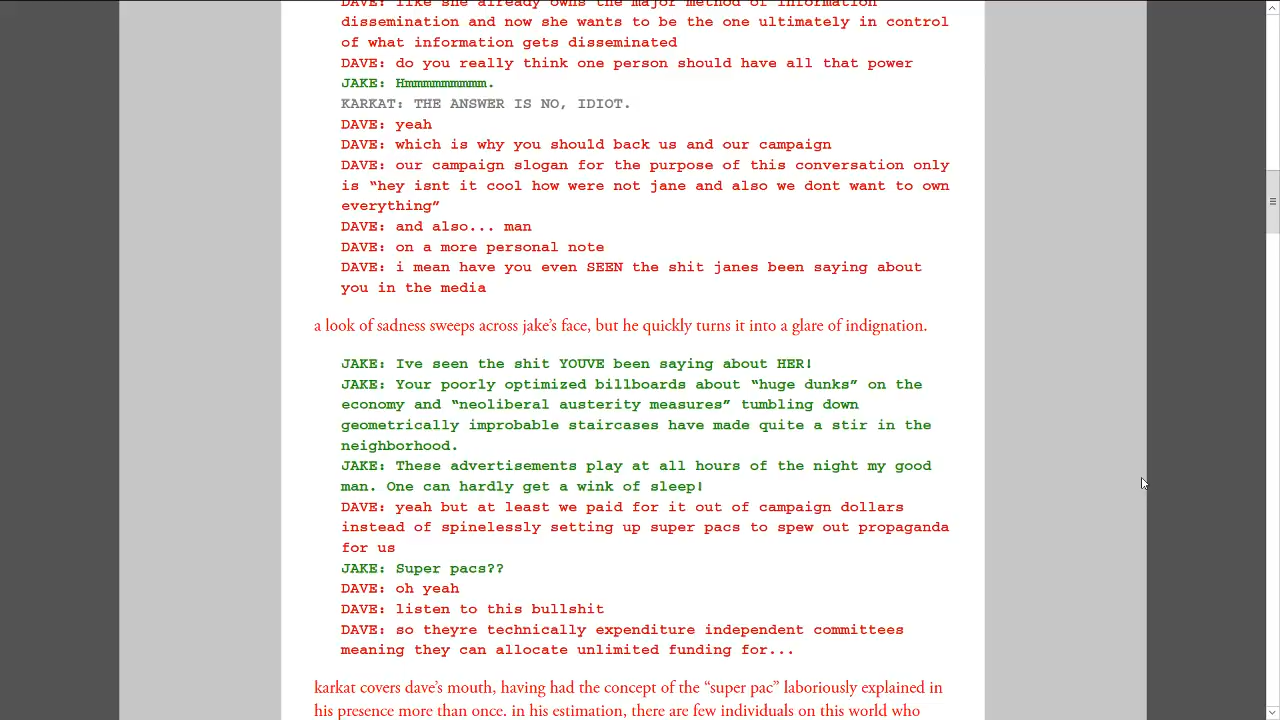 DAVE: like she already owns the major method of information
dissemination and now she wants to be the one ultimately in control
of what information gets disseminated
DAVE: do you really think one person should have all that power
JAKE: Hmmmmmmmmmm.
KARKAT: THE ANSWER IS NO, IDIOT.
DAVE: yeah
DAVE: which is why you should back us and our campaign
DAVE: our campaign slogan for the purpose of this conversation only
is “hey isnt it cool how were not jane and also we dont want to own
everything”
DAVE: and also... man
DAVE: on a more personal note
DAVE: i mean have you even SEEN the shit janes been saying about
you in the media
a look of sadness sweeps across jake’s face, but he quickly turns it into a glare of indignation.
JAKE: Ive seen the shit YOUVE been saying about HER!
JAKE: Your poorly optimized billboards about “huge dunks” on the
economy and “neoliberal austerity measures” tumbling down
geometrically improbable staircases have made quite a stir in the
neighborhood.
JAKE: These advertisements play at all hours of the night my good
man. One can hardly get a wink of sleep!
DAVE: yeah but at least we paid for it out of campaign dollars
instead of spinelessly setting up super pacs to spew out propaganda
for us
JAKE: Super pacs??
DAVE: oh yeah
DAVE: listen to this bullshit
DAVE: so theyre technically expenditure independent committees
meaning they can allocate unlimited funding for...
karkat covers dave’s mouth, having had the concept of the “super pac” laboriously explained in
his presence more than once. in his estimation, there are few individuals on this world who